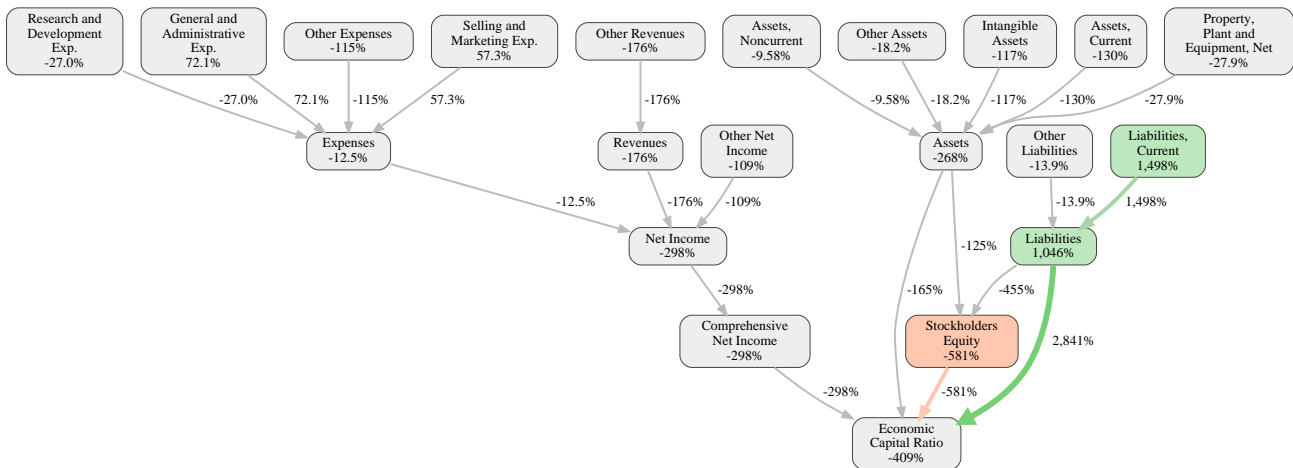 Research and
Development
Exp.
-27.0%
General and
Administrative
Exp.
72.1%
Other Expenses
-115%
Selling and
Marketing Exp.
57.3%
Other Revenues
-176%
Assets,
Noncurrent
-9.58%
Other Assets
-18.2%
Intangible
Assets
-117%
Assets,
Current
-130%
Property,
Plant and
Equipment, Net
-27.9%
-27.0%
72.1%
-115%
57.3%
-176%
-9.58%
-18.2%
-117%
-130%
-27.9%
Expenses
-12.5%
Revenues
-176%
Other Net
Income
-109%
Assets
-268%
Other
Liabilities
-13.9%
Liabilities,
Current
1,498%
-12.5%
-176%
-109%
-13.9%
1,498%
Net Income
-298%
-125%
Liabilities
1,046%
-298%
-165%
-455%
Comprehensive
Net Income
-298%
Stockholders
Equity
-581%
2,841%
-298%
-581%
Economic
Capital Ratio
-409%